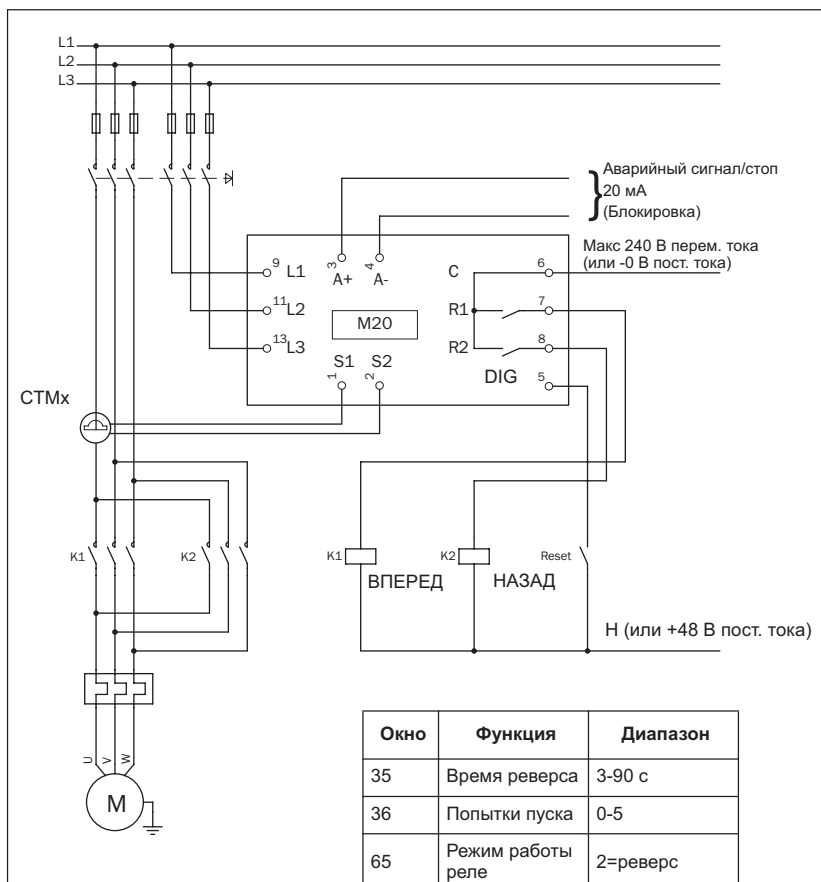 L1
L2
L3
Аварийный сигнал/стоп
20 мА
(Блокировка)
Макс 240 В перем. тока
(или -0 В пост. тока)
9 L1
3 A+
4 A-
C 6
11 L2
R1 7
M20
13 L3
R2 8
S1 S2
1 2
DIG 5
CTMx
K1
K2
K1
ВПЕРЕД
K2
НАЗАД
Reset
Н (или +48 В пост. тока)
U V W
M
Окно Функция Диапазон
35 Время реверса 3-90 с
36 Попытки пуска 0-5
65 Режим работы реле 2=реверс